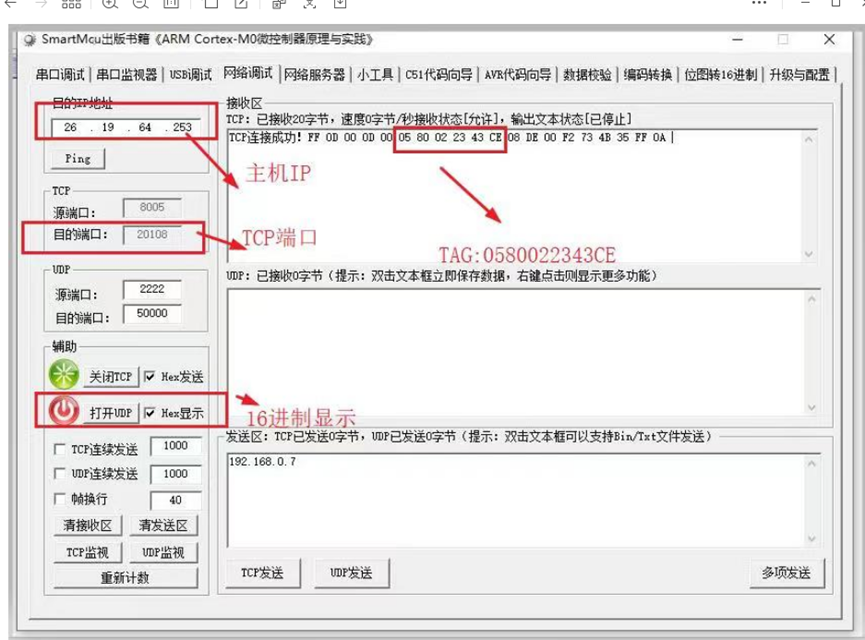 SmartMcu出版书籍《ARM Cortex-M0微控制器原理与实践》
串口调试 串口监视器 USB调试 网络调试 网络服务器 小工具 C51代码向导 AVR代码向导 数据校验 编码转换 位图转16进制 升级与配置
目的IP地址
26 . 19 . 64 . 253
Ping
主机IP
TCP
源端口: 8005
目的端口: 20108
TCP端口
UDP
源端口: 2222
目的端口: 50000
辅助
关闭TCP Hex发送
打开UDP Hex显示
16进制显示
TCP连续发送 1000
UDP连续发送 1000
帧换行 40
清接收区 清发送区
TCP监视 UDP监视
重新计数
接收区
TCP: 已接收20字节, 速度0字节/秒接收状态[允许], 输出文本状态[已停止]
TCP连接成功! FF 0D 00 0D 00 05 80 02 23 43 CE 08 DE 00 F2 73 4B 35 FF 0A
TAG:0580022343CE
UDP: 已接收0字节(提示: 双击文本框立即保存数据, 右键点击则显示更多功能)
发送区: TCP已发送0字节, UDP已发送0字节(提示: 双击文本框可以支持Bin/Txt文件发送)
192.168.0.7
TCP发送 UDP发送 多项发送